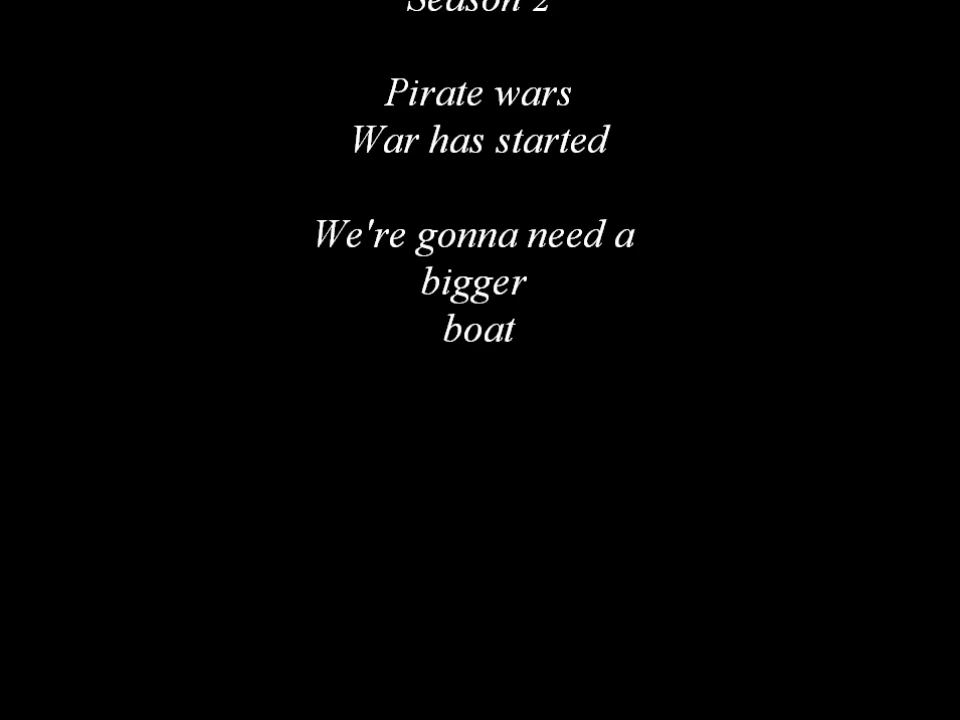 Season 2
Pirate wars
War has started
We're gonna need a
bigger
boat